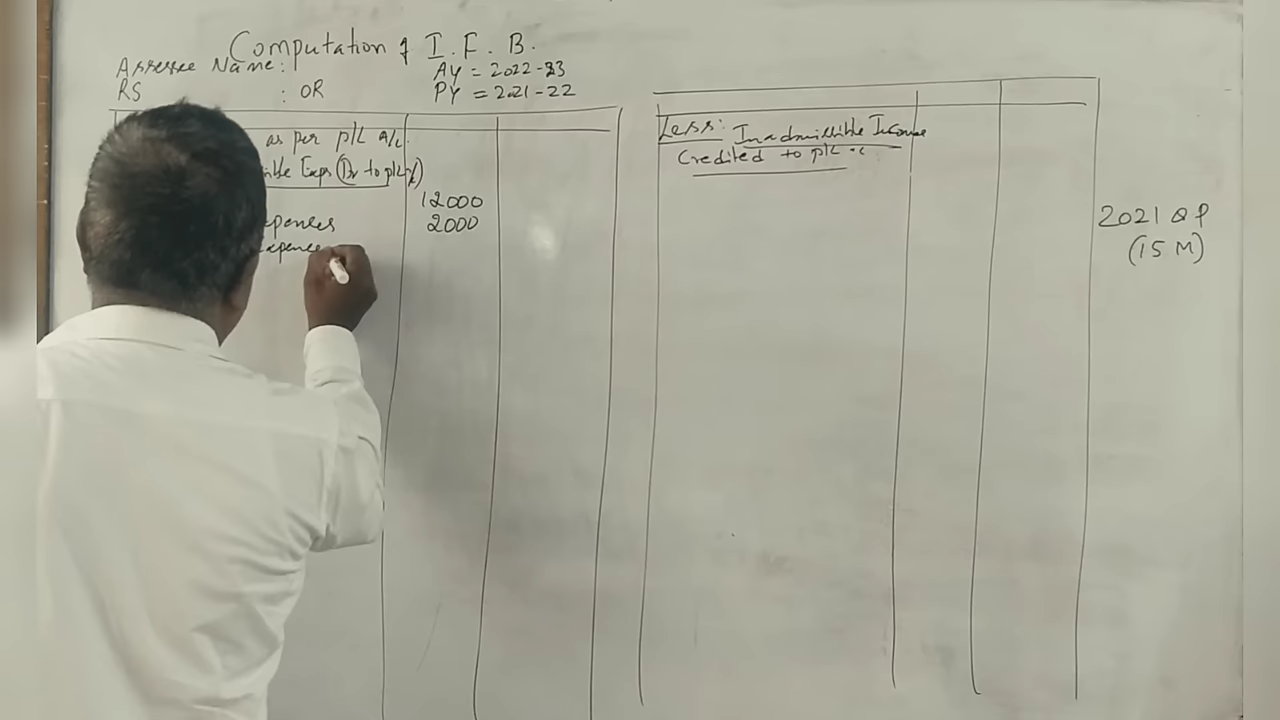 Computation of I. F. B.
Assessee Name:
AY = 2022-23
RS : OR
PY = 2021-22
as per P/L A/c
Exps (Dr to P/L A/c)
12000
2000
Expenses
Less: Inadmissible Income
Credited to P/L A/c
2021 QP
(15 M)